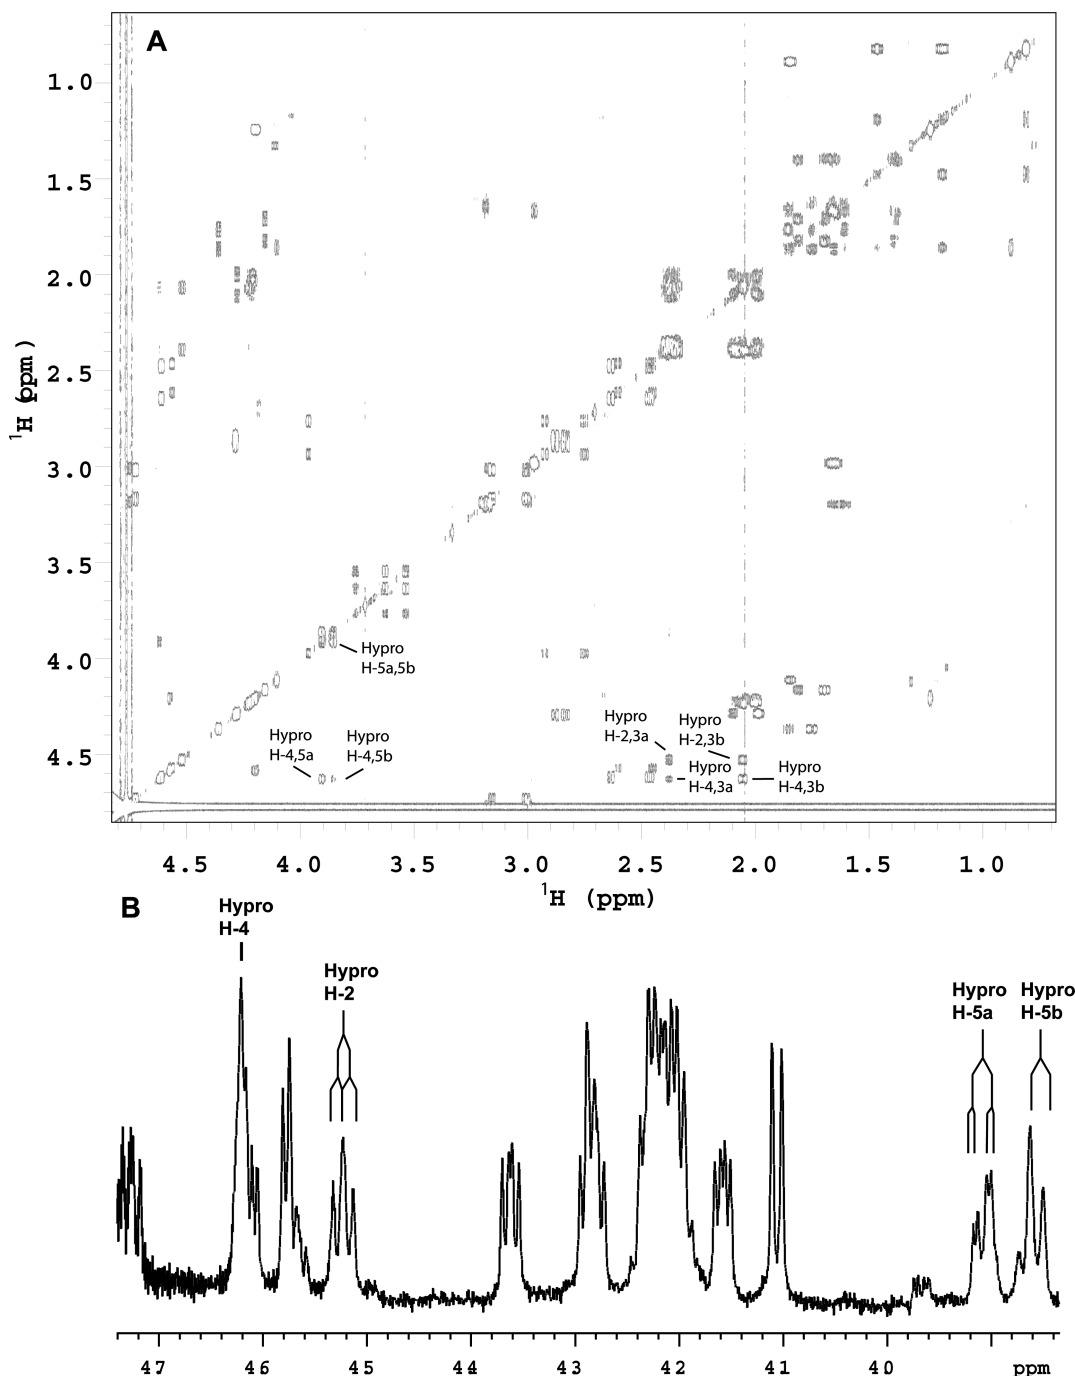 A
1.0
1.5
2.0
2.5
3.0
3.5
4.0
4.5
¹H (ppm)
Hypro
H-5a,5b
Hypro
H-4,5a
Hypro
H-4,5b
Hypro
H-2,3a
Hypro
H-2,3b
Hypro
H-4,3a
Hypro
H-4,3b
4.5 4.0 3.5 3.0 2.5 2.0 1.5 1.0
¹H (ppm)
B
Hypro
H-4
Hypro
H-2
Hypro
H-5a
Hypro
H-5b
47 46 45 44 43 42 41 40 ppm